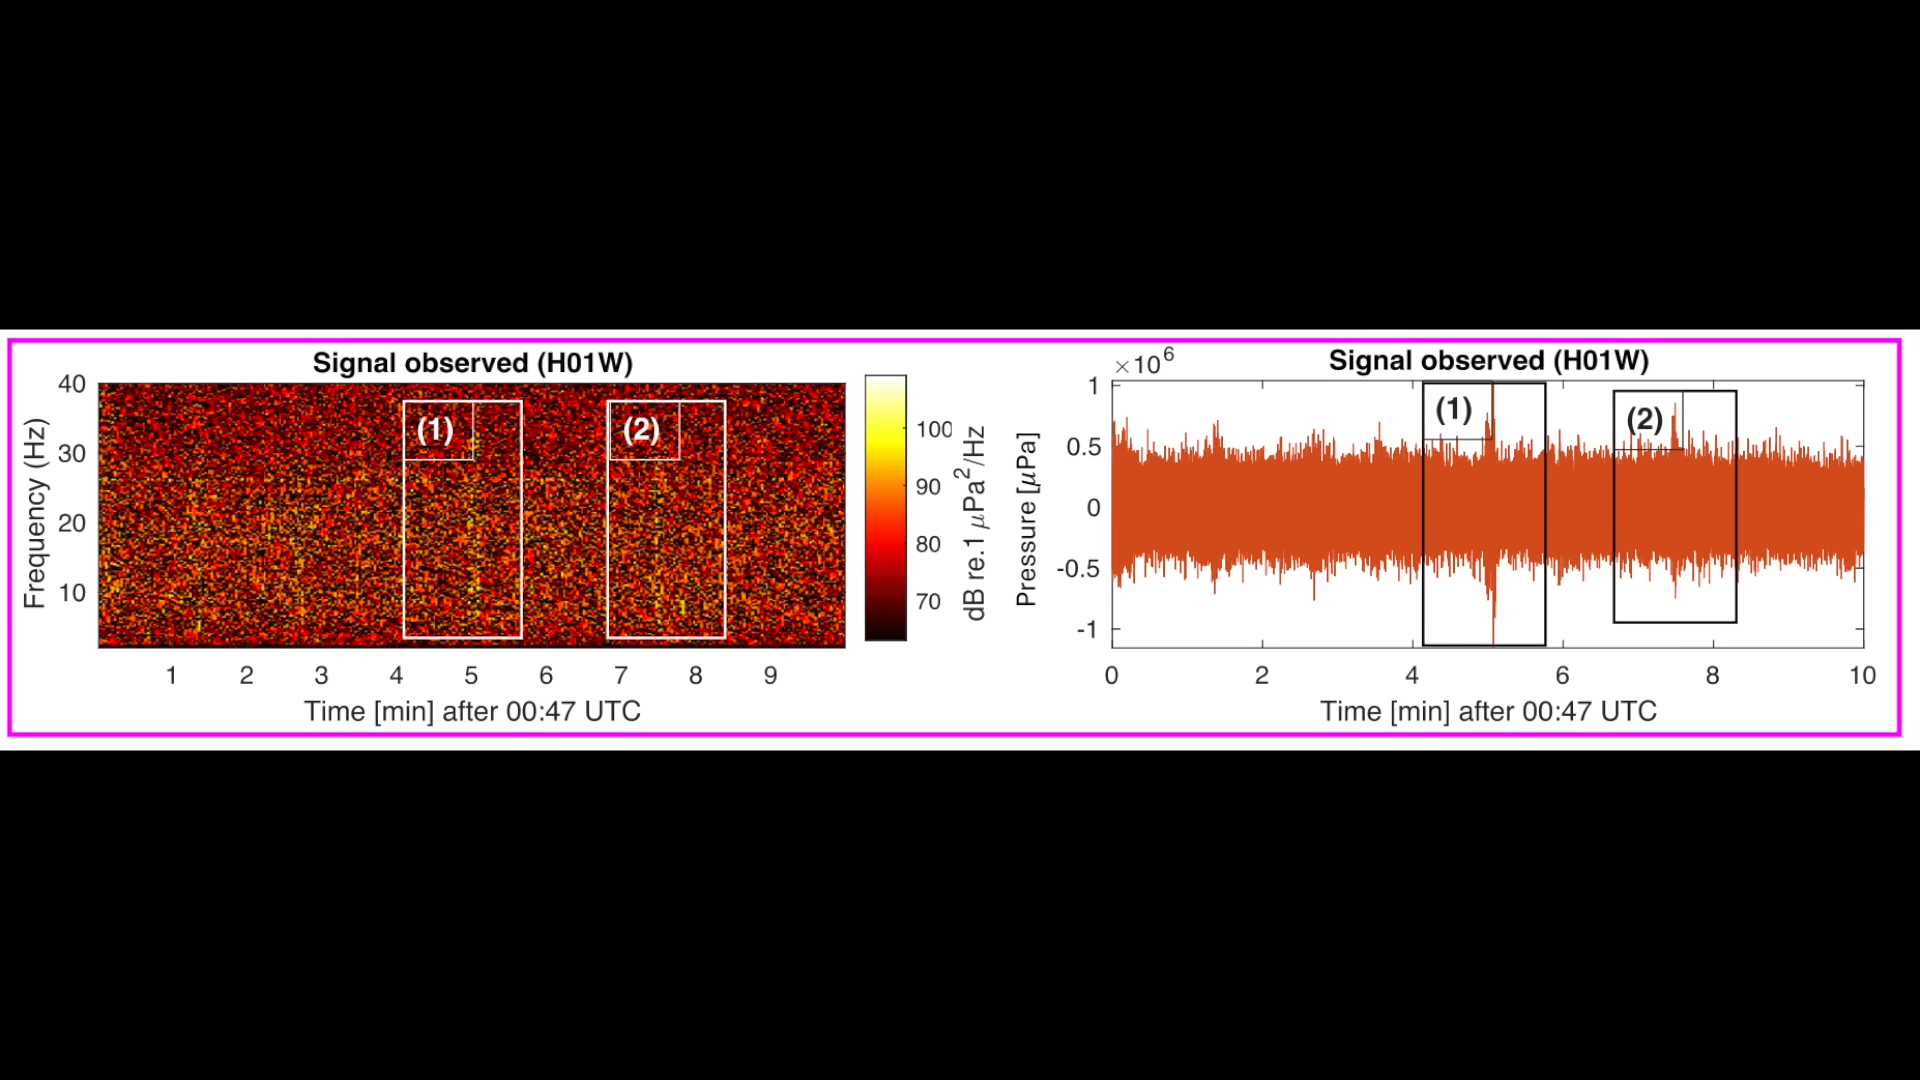 Signal observed (H01W)
40
30
20
10
Frequency (Hz)
(1)
(2)
1 2 3 4 5 6 7 8 9
Time [min] after 00:47 UTC
100
90
80
70
dB re.1 μPa²/Hz
Signal observed (H01W)
×10⁶
1
0.5
0
-0.5
-1
Pressure [μPa]
(1)
(2)
0 2 4 6 8 10
Time [min] after 00:47 UTC